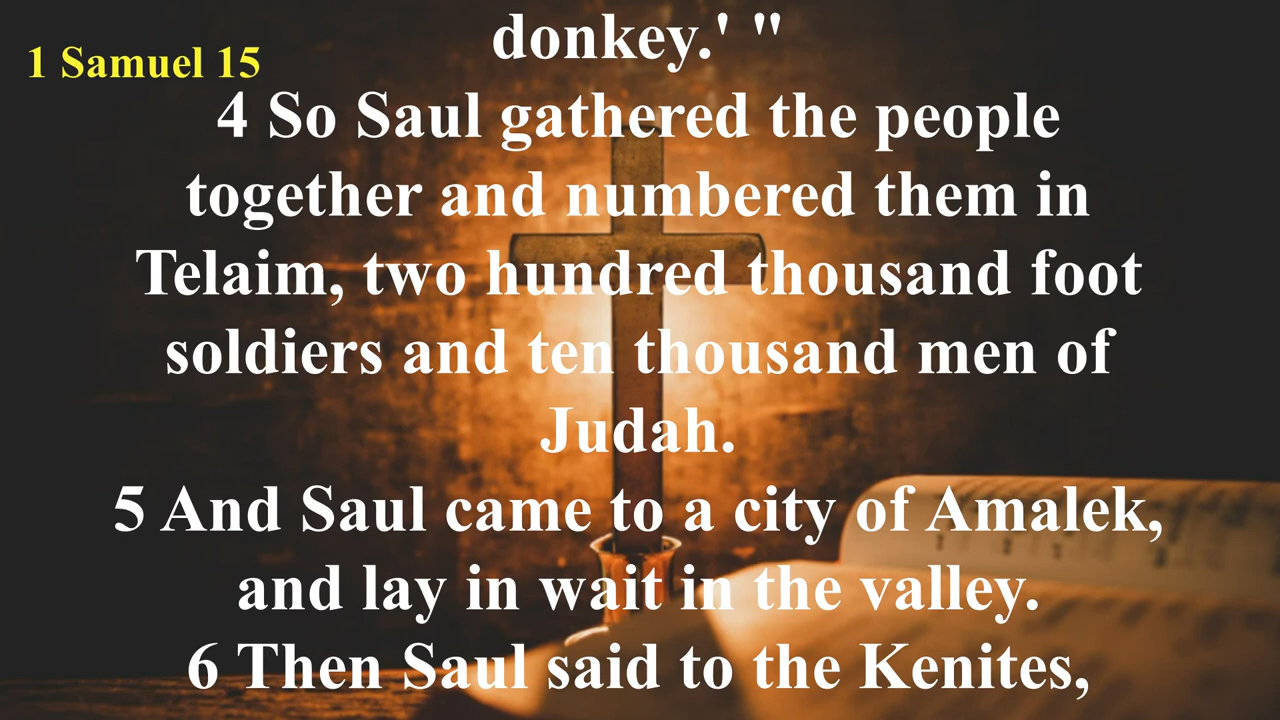 1 Samuel 15
donkey.' "
4 So Saul gathered the people
together and numbered them in
Telaim, two hundred thousand foot
soldiers and ten thousand men of
Judah.
5 And Saul came to a city of Amalek,
and lay in wait in the valley.
6 Then Saul said to the Kenites,